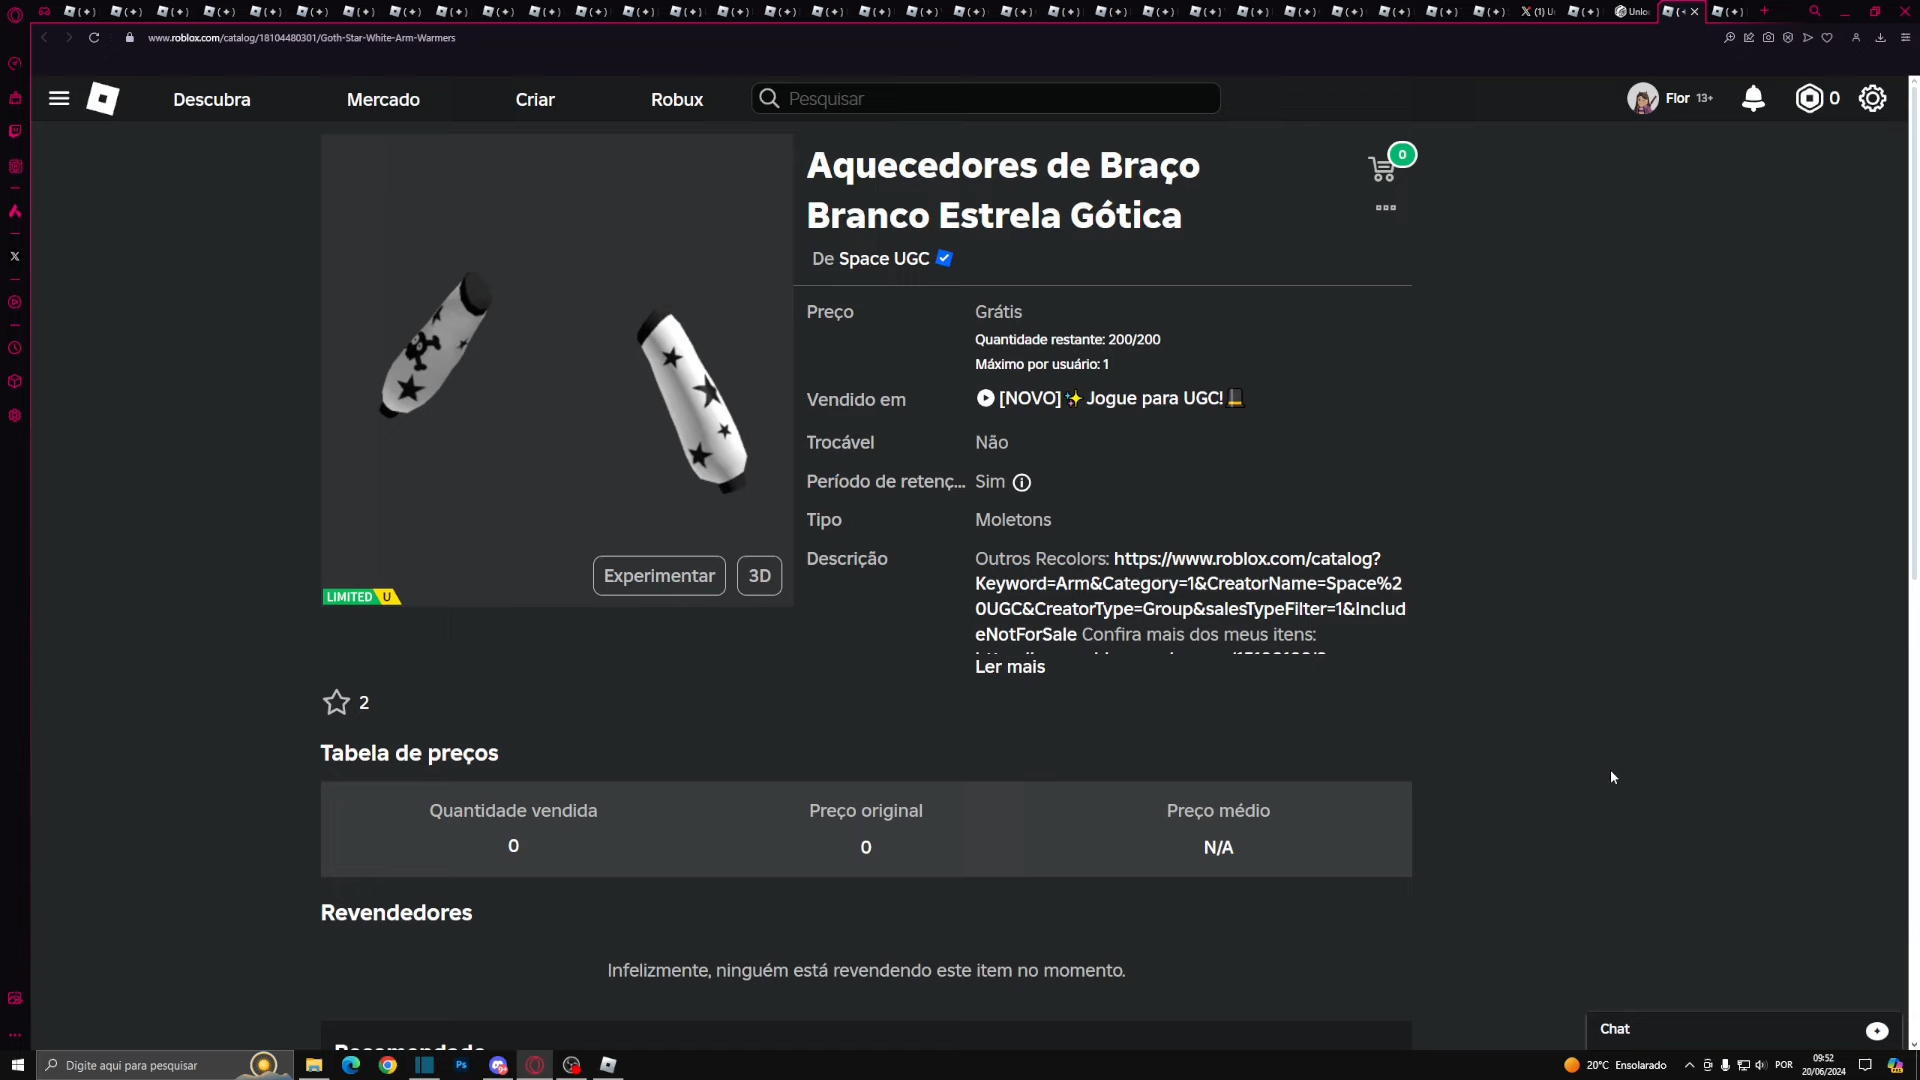 www.roblox.com/catalog/18104480301/Goth-Star-White-Arm-Warmers
Descubra
Mercado
Criar
Robux
Pesquisar
Flor 13+
0
Aquecedores de Braço
Branco Estrela Gótica
0
De Space UGC
Preço
Grátis
Quantidade restante: 200/200
Máximo por usuário: 1
Vendido em
[NOVO]✨ Jogue para UGC!
Trocável
Não
Período de retenç...
Sim
Tipo
Moletons
Descrição
Outros Recolors: https://www.roblox.com/catalog?
Keyword=Arm&Category=1&CreatorName=Space%2
0UGC&CreatorType=Group&salesTypeFilter=1&Includ
eNotForSale Confira mais dos meus itens:
Ler mais
Experimentar
3D
LIMITED U
2
Tabela de preços
Quantidade vendida
0
Preço original
0
Preço médio
N/A
Revendedores
Infelizmente, ninguém está revendendo este item no momento.
Recomendado
Chat
Digite aqui para pesquisar
20°C Ensolarado
POR
09:52
20/06/2024